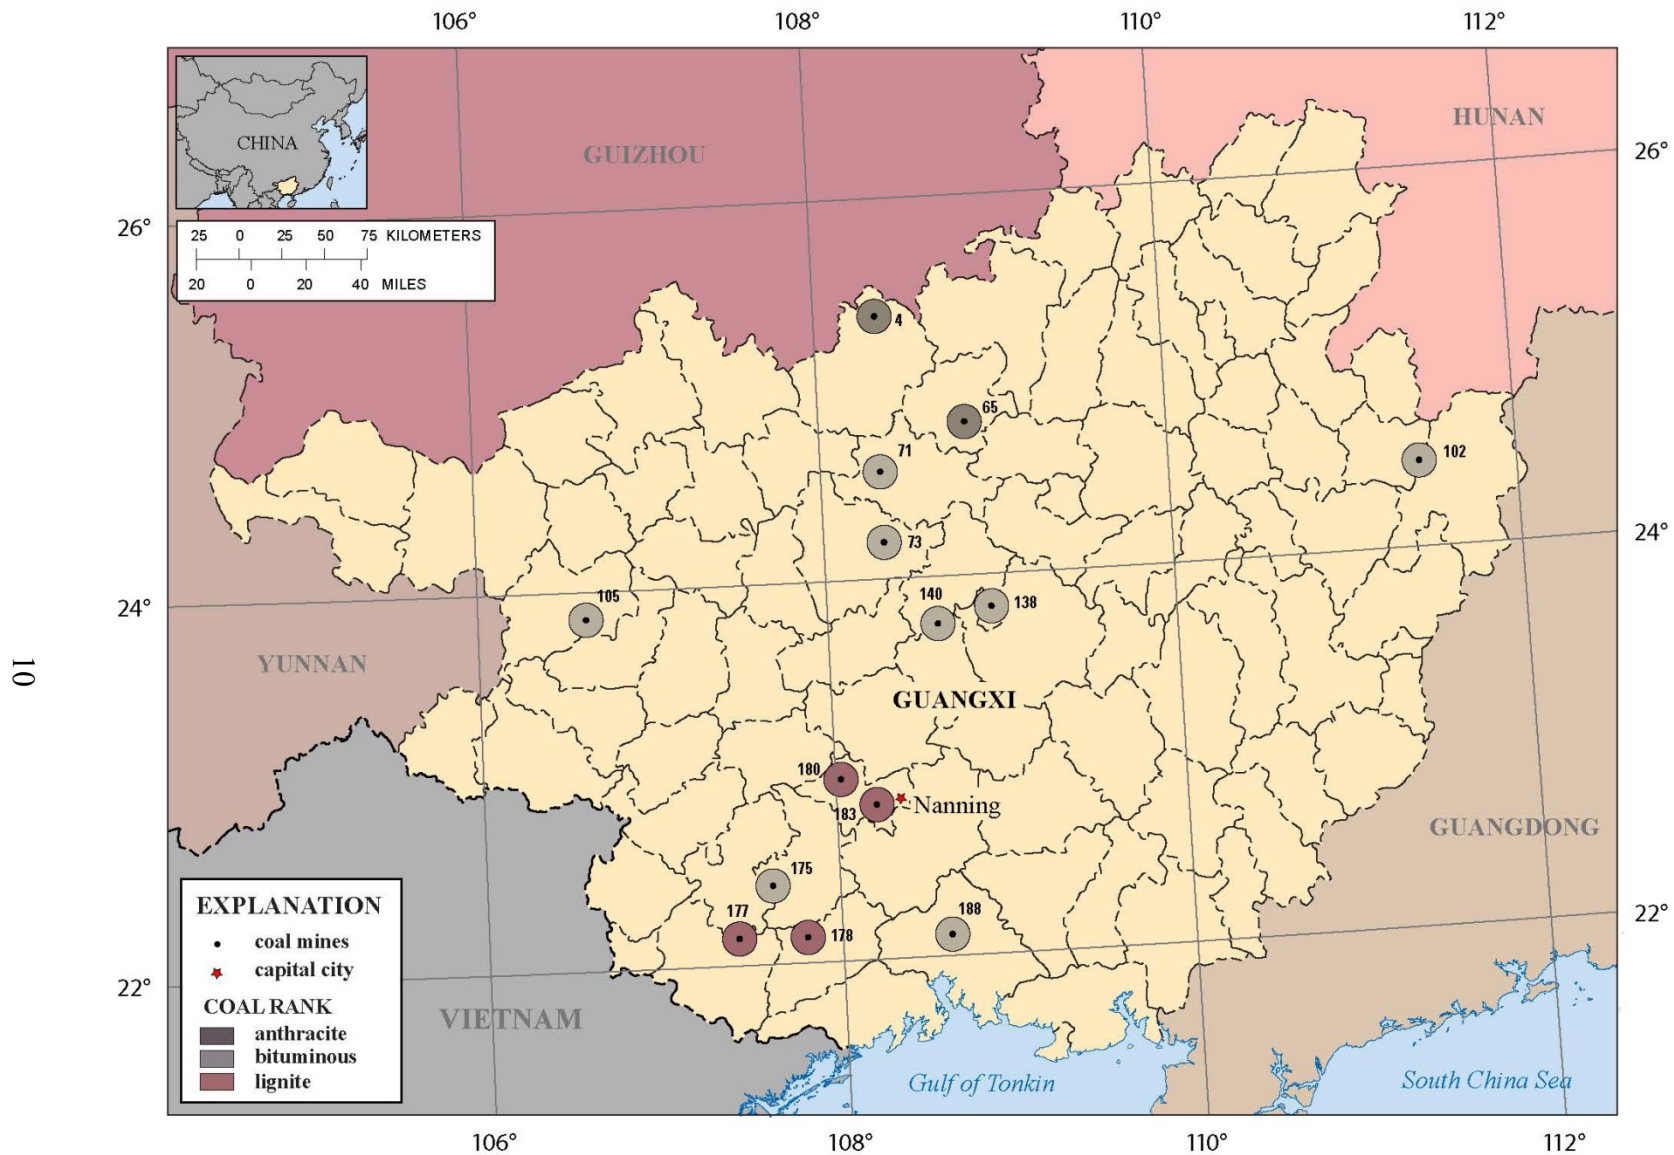 106°
108°
110°
112°
CHINA
GUIZHOU
HUNAN
26°
26°
25 0 25 50 75 KILOMETERS
20 0 20 40 MILES
4
65
71
102
73
24°
24°
105
140
138
YUNNAN
10
GUANGXI
180
183
Nanning
GUANGDONG
175
177
178
188
22°
22°
EXPLANATION
coal mines
capital city
COAL RANK
anthracite
bituminous
lignite
VIETNAM
Gulf of Tonkin
South China Sea
106°
108°
110°
112°